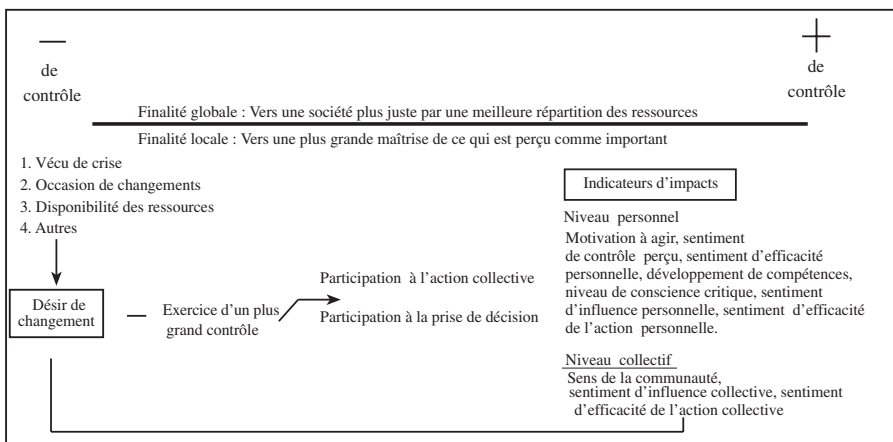 —
de
contrôle
+
de
contrôle
Finalité globale : Vers une société plus juste par une meilleure répartition des ressources
Finalité locale : Vers une plus grande maîtrise de ce qui est perçu comme important
1. Vécu de crise
2. Occasion de changements
3. Disponibilité des ressources
4. Autres
Désir de
changement
—
Exercice d’un plus
grand contrôle
Participation à l’action collective
Participation à la prise de décision
Indicateurs d’impacts
Niveau personnel
Motivation à agir, sentiment
de contrôle perçu, sentiment d’efficacité
personnelle, développement de compétences,
niveau de conscience critique, sentiment
d’influence personnelle, sentiment d’efficacité
de l’action personnelle.
Niveau collectif
Sens de la communauté,
sentiment d’influence collective, sentiment
d’efficacité de l’action collective